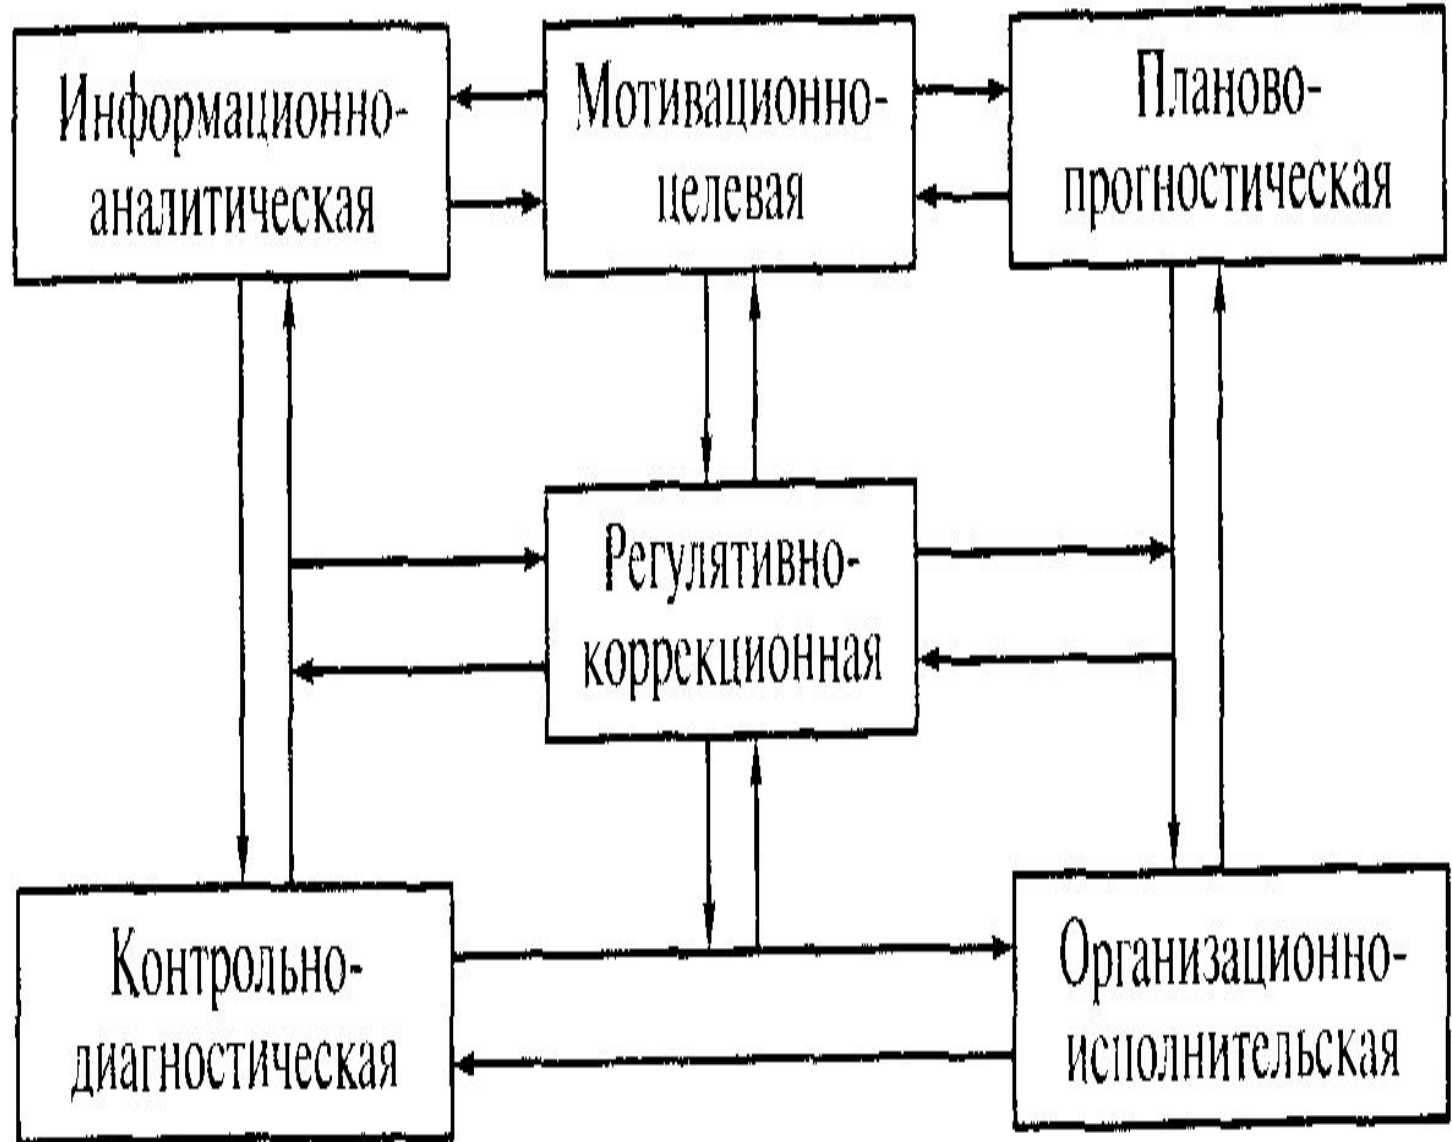 Информационно-
аналитическая
Мотивационно-
целевая
Планово-
прогностическая
Регулятивно-
коррекционная
Контрольно-
диагностическая
Организационно-
исполнительская